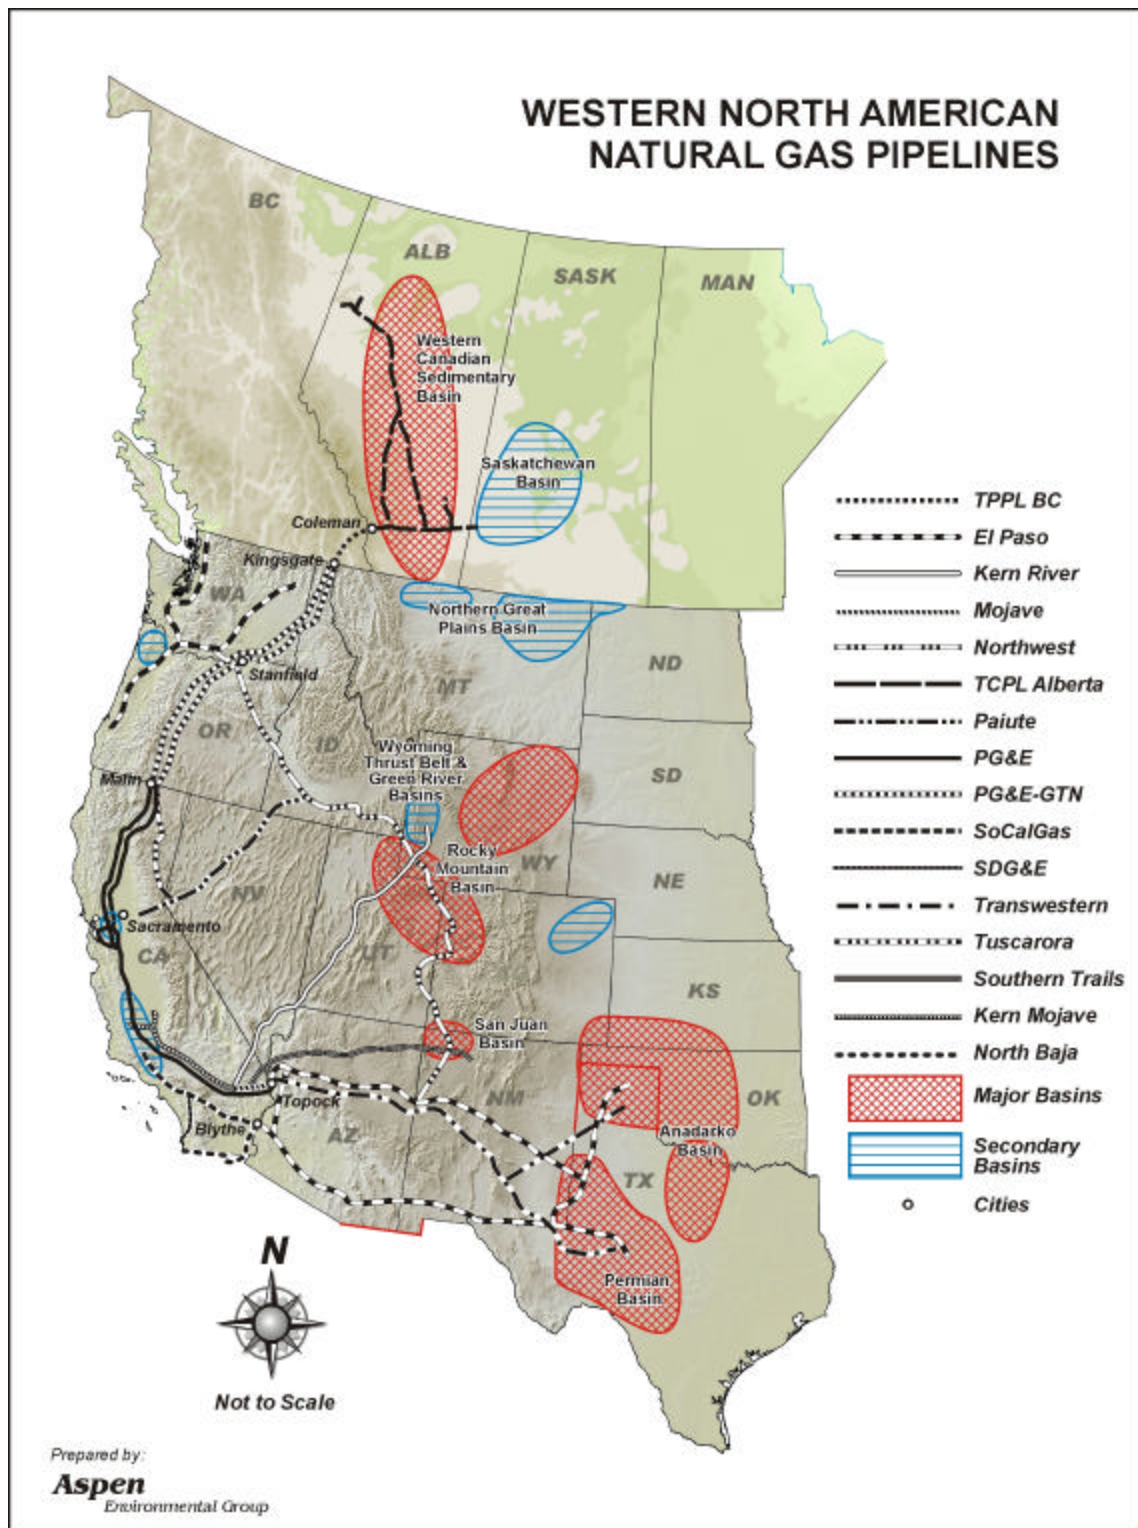 WESTERN NORTH AMERICAN
NATURAL GAS PIPELINES
BC
ALB
SASK
MAN
Western
Canadian
Sedimentary
Basin
Saskatchewan
Basin
Coleman
Kingsgate
WA
Northern Great
Plains Basin
Stanfield
ND
MT
OR
ID
Wyoming
Thrust Belt &
Green River
Basins
Malin
SD
Rocky
Mountain
Basin
WY
NE
NV
Sacramento
CA
UT
KS
San Juan
Basin
Topock
NM
OK
Blythe
AZ
Anadarko
Basin
TX
Permian
Basin
TPPL BC
El Paso
Kern River
Mojave
Northwest
TCPL Alberta
Paiute
PG&E
PG&E-GTN
SoCalGas
SDG&E
Transwestern
Tuscarora
Southern Trails
Kern Mojave
North Baja
Major Basins
Secondary
Basins
Cities
N
Not to Scale
Prepared by:
Aspen
Environmental Group